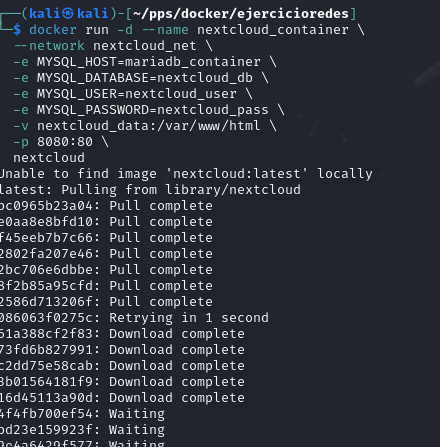 (kali㉿kali)-[~/pps/docker/ejercicioredes]
$ docker run -d --name nextcloud_container \
--network nextcloud_net \
-e MYSQL_HOST=mariadb_container \
-e MYSQL_DATABASE=nextcloud_db \
-e MYSQL_USER=nextcloud_user \
-e MYSQL_PASSWORD=nextcloud_pass \
-v nextcloud_data:/var/www/html \
-p 8080:80 \
nextcloud
Unable to find image 'nextcloud:latest' locally
latest: Pulling from library/nextcloud
bc0965b23a04: Pull complete
e0aa8e8bfd10: Pull complete
f45eeb7b7c66: Pull complete
2802fa207e46: Pull complete
2bc706e6dbbe: Pull complete
8f2b85a95cfd: Pull complete
2586d713206f: Pull complete
086063f0275c: Retrying in 1 second
61a388cf2f83: Download complete
73fd6b827991: Download complete
c2dd75e58cab: Download complete
3b01564181f9: Download complete
16d45113a90d: Download complete
4f4fb700ef54: Waiting
bd23e159923f: Waiting